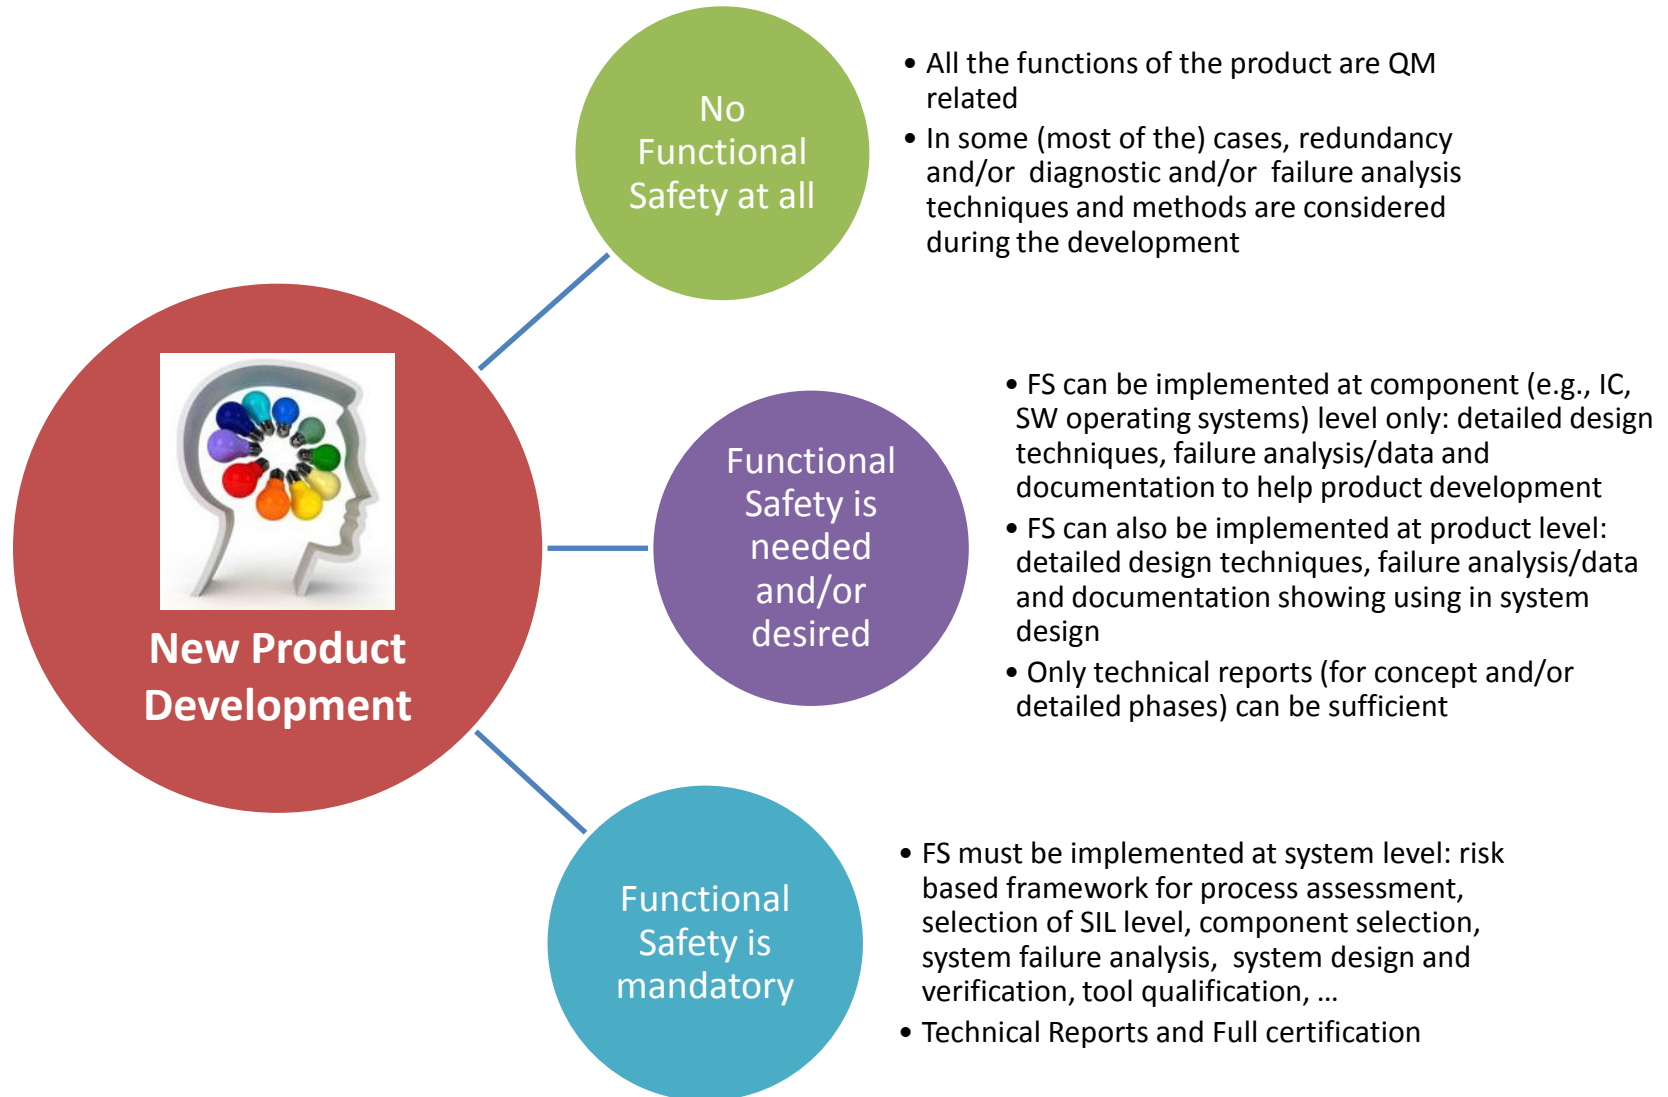 No
Functional
Safety at all
• All the functions of the product are QM
related
• In some (most of the) cases, redundancy
and/or diagnostic and/or failure analysis
techniques and methods are considered
during the development
New Product
Development
Functional
Safety is
needed
and/or
desired
• FS can be implemented at component (e.g., IC,
SW operating systems) level only: detailed design
techniques, failure analysis/data and
documentation to help product development
• FS can also be implemented at product level:
detailed design techniques, failure analysis/data
and documentation showing using in system
design
• Only technical reports (for concept and/or
detailed phases) can be sufficient
Functional
Safety is
mandatory
• FS must be implemented at system level: risk
based framework for process assessment,
selection of SIL level, component selection,
system failure analysis, system design and
verification, tool qualification, …
• Technical Reports and Full certification